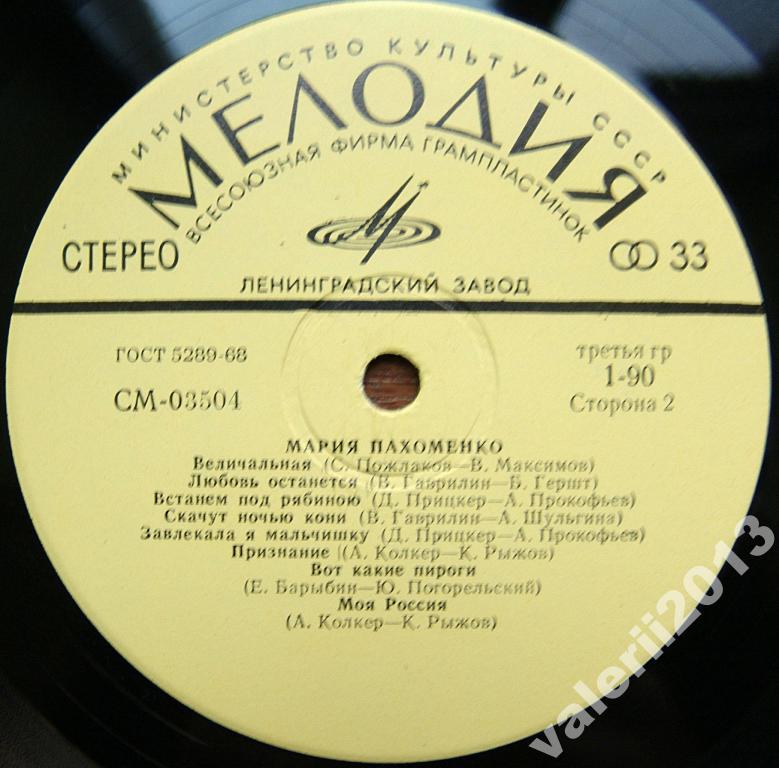 МИНИСТЕРСТВО КУЛЬТУРЫ СССР
МЕЛОДИЯ
ВСЕСОЮЗНАЯ ФИРМА ГРАМПЛАСТИНОК
СТЕРЕО 33
ЛЕНИНГРАДСКИЙ ЗАВОД
ГОСТ 5289-68 третья гр
СМ-03504 1-90
Сторона 2
МАРИЯ ПАХОМЕНКО
Величальная (С. Пожлаков—В. Максимов)
Любовь останется (В. Гаврилин—Б. Гершт)
Встанем под рябиною (Д. Прицкер—А. Прокофьев)
Скачут ночью кони (В. Гаврилин—А. Шульгина)
Завлекала я мальчишку (Д. Прицкер—А. Прокофьев)
Признание (А. Колкер—К. Рыжов)
Вот какие пироги
(Е. Барыбин—Ю. Погорельский)
Моя Россия
(А. Колкер—К. Рыжов)
valerii2013